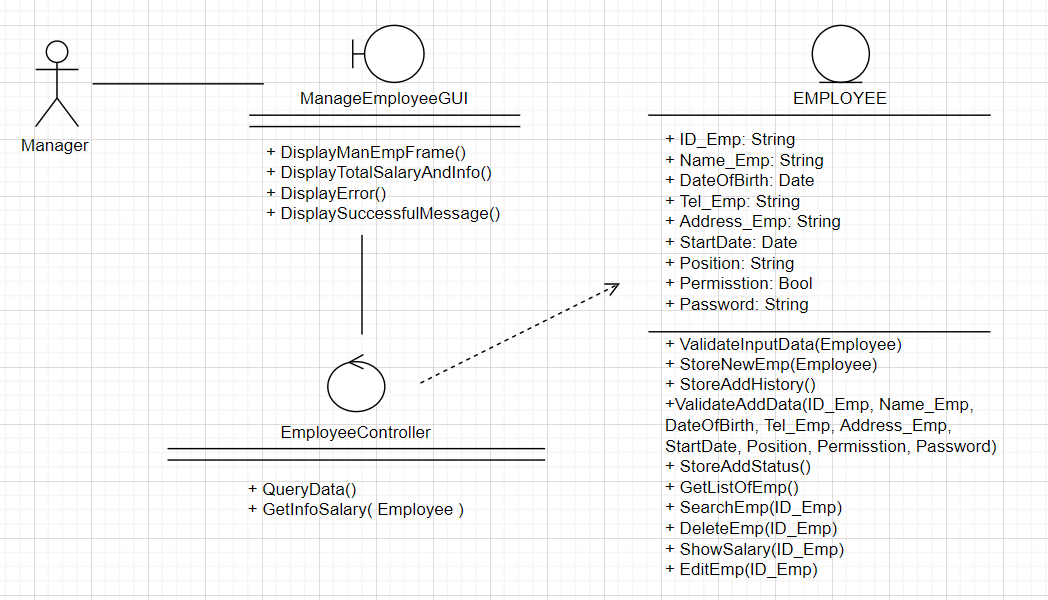 Manager
ManageEmployeeGUI
+ DisplayManEmpFrame()
+ DisplayTotalSalaryAndInfo()
+ DisplayError()
+ DisplaySuccessfulMessage()
EmployeeController
+ QueryData()
+ GetInfoSalary( Employee )
EMPLOYEE
+ ID_Emp: String
+ Name_Emp: String
+ DateOfBirth: Date
+ Tel_Emp: String
+ Address_Emp: String
+ StartDate: Date
+ Position: String
+ Permisstion: Bool
+ Password: String
+ ValidateInputData(Employee)
+ StoreNewEmp(Employee)
+ StoreAddHistory()
+ValidateAddData(ID_Emp, Name_Emp,
DateOfBirth, Tel_Emp, Address_Emp,
StartDate, Position, Permisstion, Password)
+ StoreAddStatus()
+ GetListOfEmp()
+ SearchEmp(ID_Emp)
+ DeleteEmp(ID_Emp)
+ ShowSalary(ID_Emp)
+ EditEmp(ID_Emp)